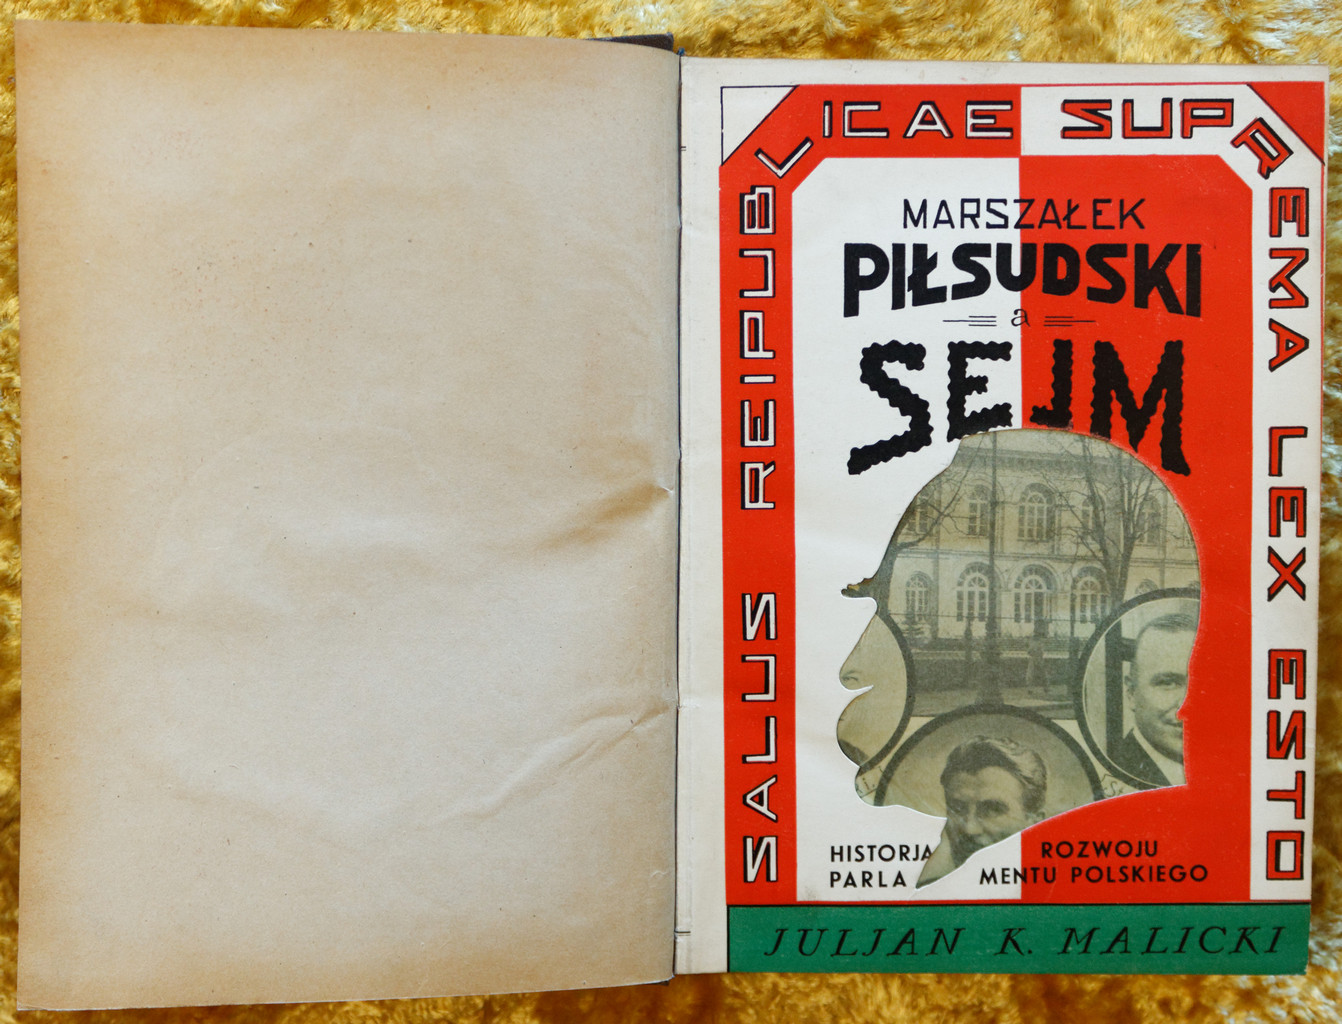 SALUS REIPUBLICAE SUPREMA LEX ESTO
MARSZAŁEK
PIŁSUDSKI
a
SEJM
HISTORJA ROZWOJU
PARLA MENTU POLSKIEGO
JULJAN K. MALICKI